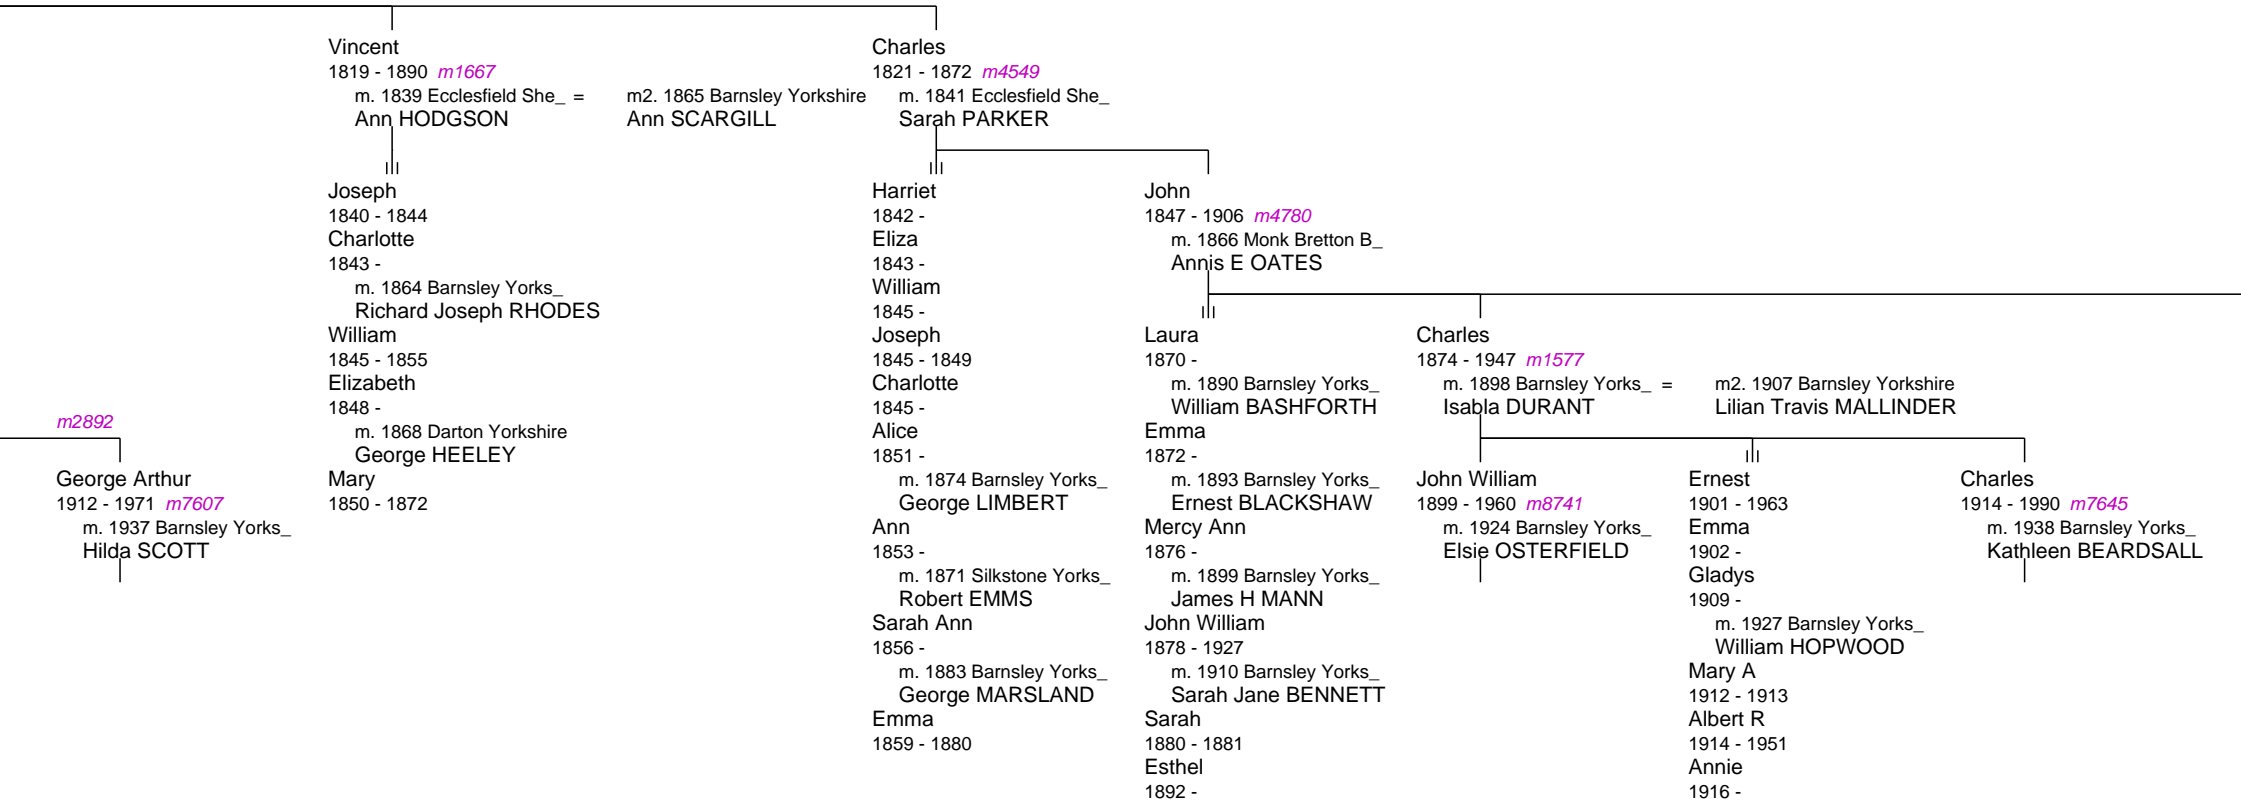 Vincent
1819 - 1890 m1667
m. 1839 Ecclesfield She_ =
Ann HODGSON
m2. 1865 Barnsley Yorkshire
Ann SCARGILL
Charles
1821 - 1872 m4549
m. 1841 Ecclesfield She_
Sarah PARKER
m2892
George Arthur
1912 - 1971 m7607
m. 1937 Barnsley Yorks_
Hilda SCOTT
Joseph
1840 - 1844
Charlotte
1843 -
m. 1864 Barnsley Yorks_
Richard Joseph RHODES
William
1845 - 1855
Elizabeth
1848 -
m. 1868 Darton Yorkshire
George HEELEY
Mary
1850 - 1872
Harriet
1842 -
Eliza
1843 -
William
1845 -
Joseph
1845 - 1849
Charlotte
1845 -
Alice
1851 -
m. 1874 Barnsley Yorks_
George LIMBERT
Ann
1853 -
m. 1871 Silkstone Yorks_
Robert EMMS
Sarah Ann
1856 -
m. 1883 Barnsley Yorks_
George MARSLAND
Emma
1859 - 1880
John
1847 - 1906 m4780
m. 1866 Monk Bretton B_
Annis E OATES
Laura
1870 -
m. 1890 Barnsley Yorks_
William BASHFORTH
Emma
1872 -
m. 1893 Barnsley Yorks_
Ernest BLACKSHAW
Mercy Ann
1876 -
m. 1899 Barnsley Yorks_
James H MANN
John William
1878 - 1927
m. 1910 Barnsley Yorks_
Sarah Jane BENNETT
Sarah
1880 - 1881
Esthel
1892 -
Charles
1874 - 1947 m1577
m. 1898 Barnsley Yorks_ =
Isabla DURANT
m2. 1907 Barnsley Yorkshire
Lilian Travis MALLINDER
John William
1899 - 1960 m8741
m. 1924 Barnsley Yorks_
Elsie OSTERFIELD
Ernest
1901 - 1963
Emma
1902 -
Gladys
1909 -
m. 1927 Barnsley Yorks_
William HOPWOOD
Mary A
1912 - 1913
Albert R
1914 - 1951
Annie
1916 -
Charles
1914 - 1990 m7645
m. 1938 Barnsley Yorks_
Kathleen BEARDSALL